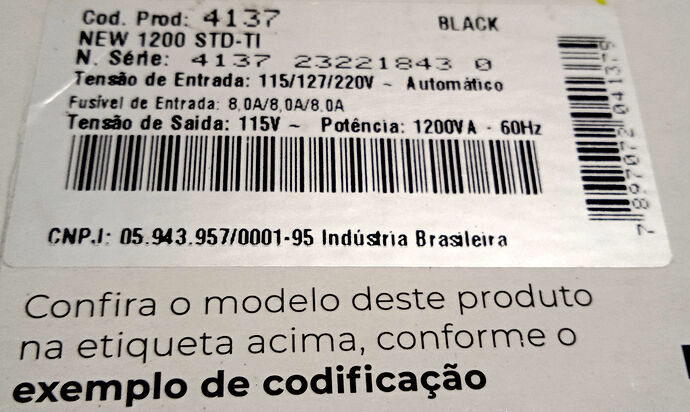 Cod. Prod: 4137 BLACK
NEW 1200 STD-TI
N. Série: 4137 23221843 0
Tensão de Entrada: 115/127/220V ~ Automático
Fusivel de Entrada: 8,0A/8,0A/8,0A
Tensão de Saida: 115V ~ Potência: 1200VA - 60Hz
CNPJ: 05.943.957/0001-95 Indústria Brasileira
Confira o modelo deste produto
na etiqueta acima, conforme o
exemplo de codificação